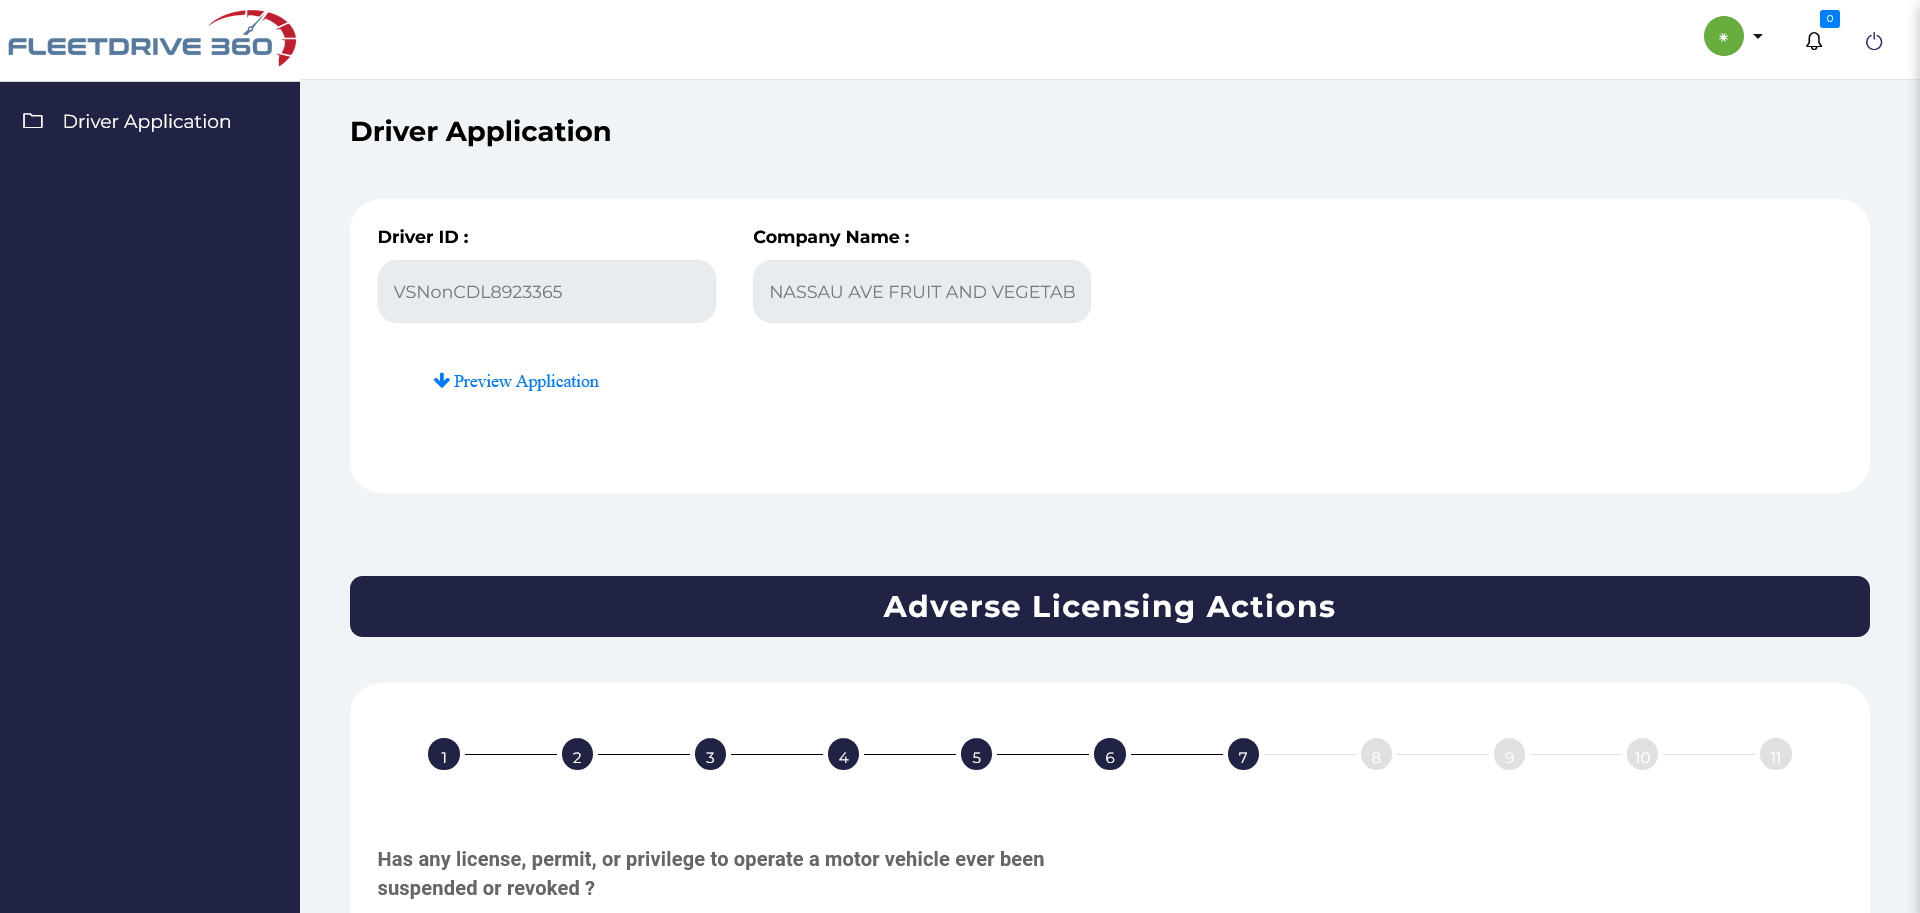 FLEETDRIVE 360
0
Driver Application
Driver Application
Driver ID :
Company Name :
VSNonCDL8923365
NASSAU AVE FRUIT AND VEGETAB
Preview Application
Adverse Licensing Actions
1 2 3 4 5 6 7 8 9 10 11
Has any license, permit, or privilege to operate a motor vehicle ever been
suspended or revoked ?